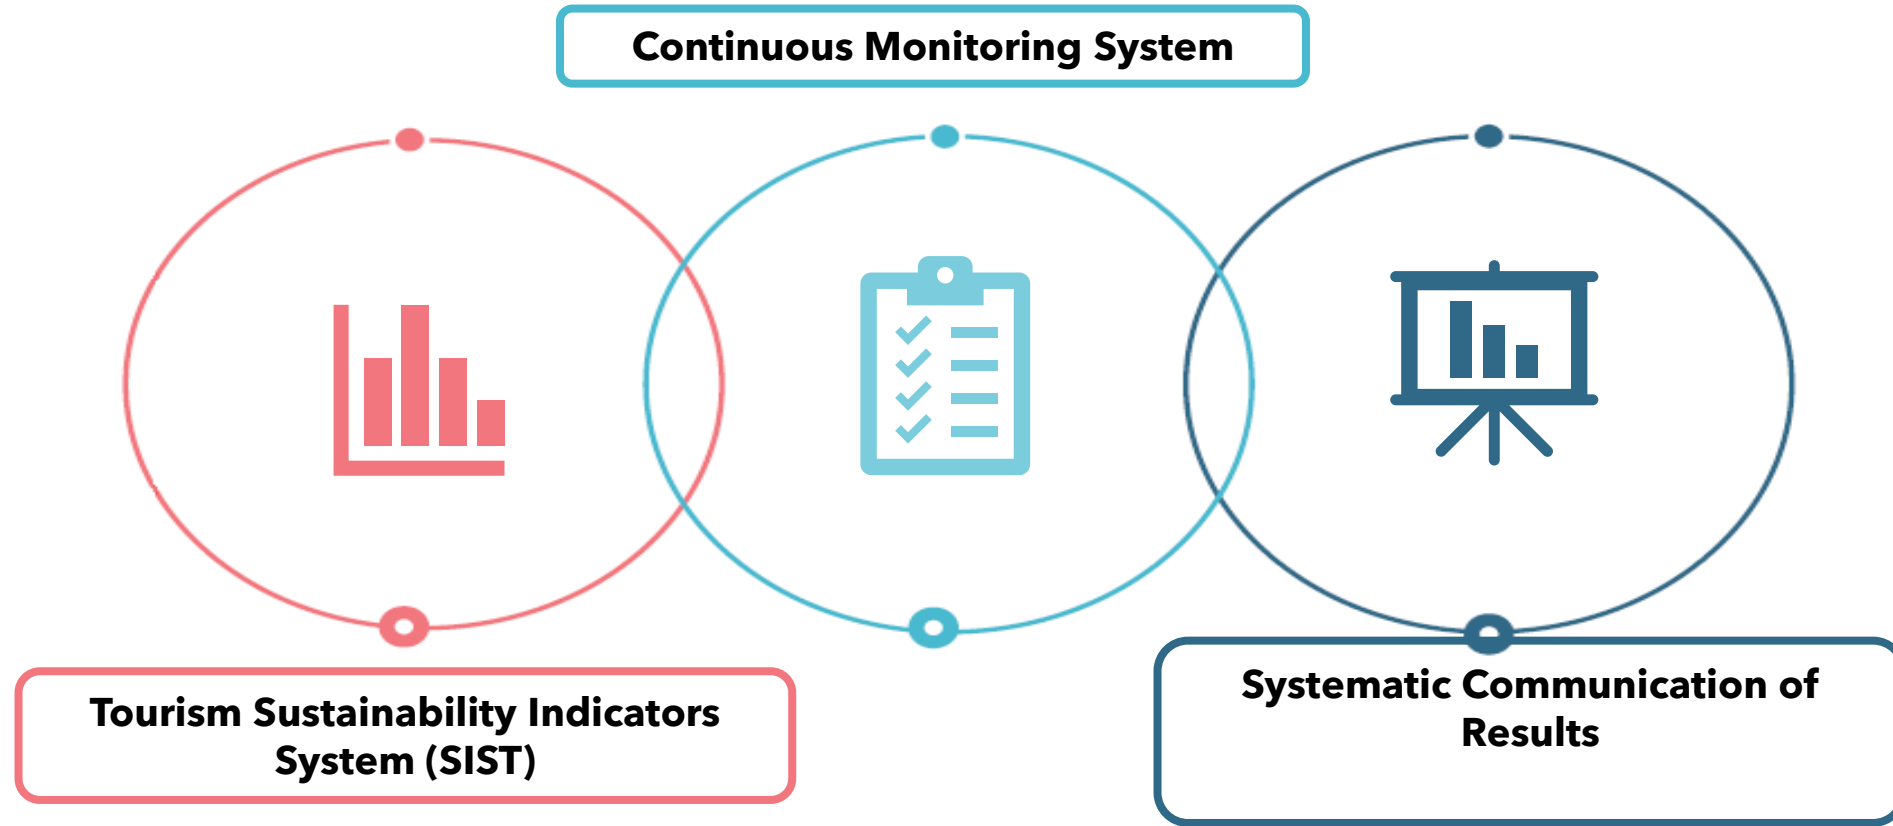 Continuous Monitoring System
Tourism Sustainability Indicators
System (SIST)
Systematic Communication of
Results